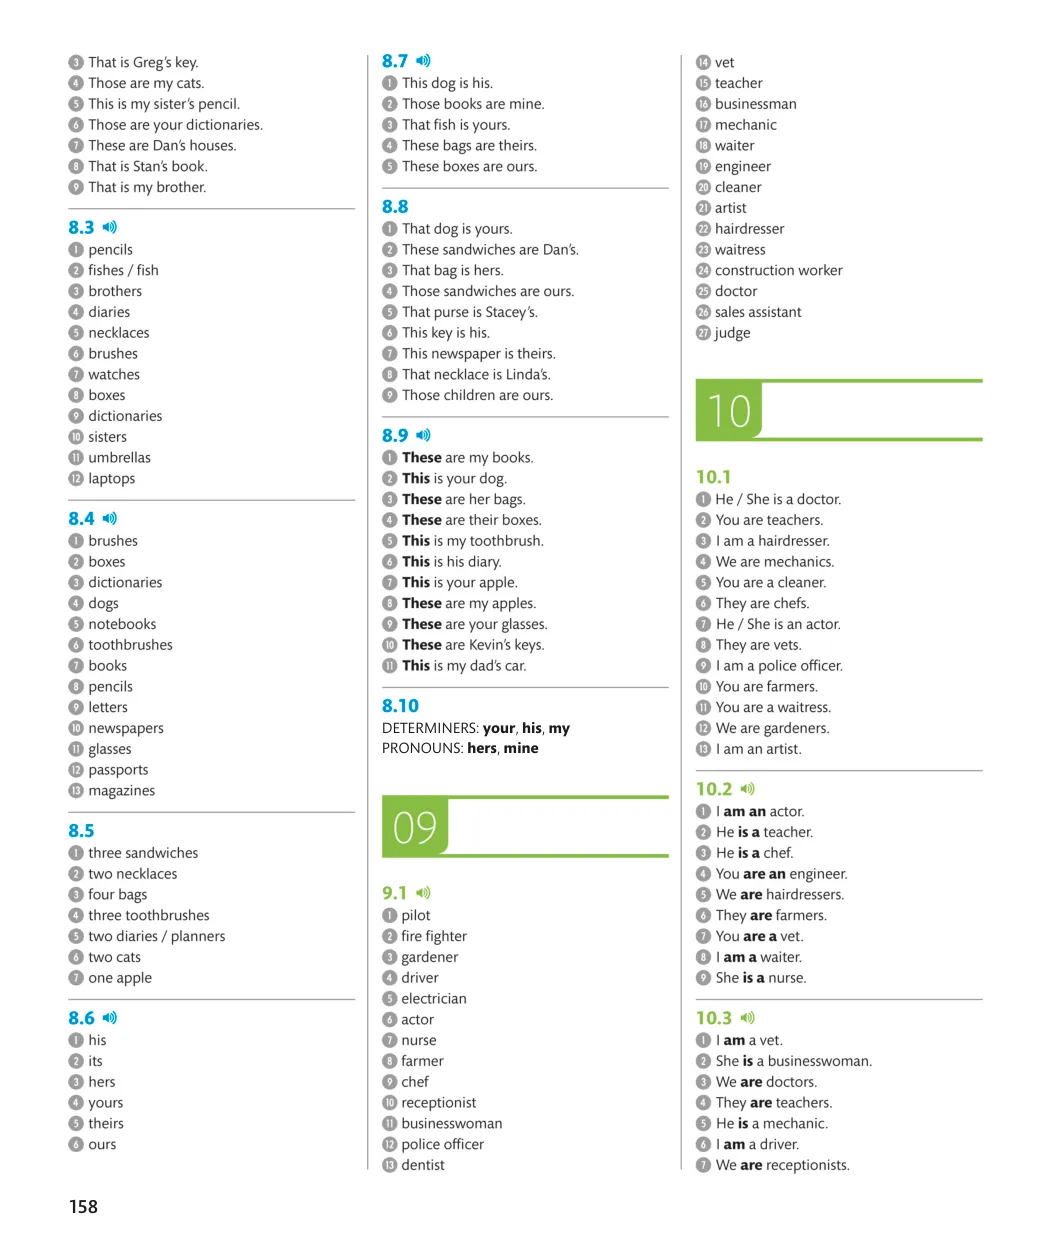 3 That is Greg's key.
4 Those are my cats.
5 This is my sister's pencil.
6 Those are your dictionaries.
7 These are Dan's houses.
8 That is Stan's book.
9 That is my brother.
8.3
1 pencils
2 fishes / fish
3 brothers
4 diaries
5 necklaces
6 brushes
7 watches
8 boxes
9 dictionaries
10 sisters
11 umbrellas
12 laptops
8.4
1 brushes
2 boxes
3 dictionaries
4 dogs
5 notebooks
6 toothbrushes
7 books
8 pencils
9 letters
10 newspapers
11 glasses
12 passports
13 magazines
8.5
1 three sandwiches
2 two necklaces
3 four bags
4 three toothbrushes
5 two diaries / planners
6 two cats
7 one apple
8.6
1 his
2 its
3 hers
4 yours
5 theirs
6 ours
8.7
1 This dog is his.
2 Those books are mine.
3 That fish is yours.
4 These bags are theirs.
5 These boxes are ours.
8.8
1 That dog is yours.
2 These sandwiches are Dan's.
3 That bag is hers.
4 Those sandwiches are ours.
5 That purse is Stacey's.
6 This key is his.
7 This newspaper is theirs.
8 That necklace is Linda's.
9 Those children are ours.
8.9
1 These are my books.
2 This is your dog.
3 These are her bags.
4 These are their boxes.
5 This is my toothbrush.
6 This is his diary.
7 This is your apple.
8 These are my apples.
9 These are your glasses.
10 These are Kevin's keys.
11 This is my dad's car.
8.10
DETERMINERS: your, his, my
PRONOUNS: hers, mine
09
9.1
1 pilot
2 fire fighter
3 gardener
4 driver
5 electrician
6 actor
7 nurse
8 farmer
9 chef
10 receptionist
11 businesswoman
12 police officer
13 dentist
14 vet
15 teacher
16 businessman
17 mechanic
18 waiter
19 engineer
20 cleaner
21 artist
22 hairdresser
23 waitress
24 construction worker
25 doctor
26 sales assistant
27 judge
10
10.1
1 He / She is a doctor.
2 You are teachers.
3 I am a hairdresser.
4 We are mechanics.
5 You are a cleaner.
6 They are chefs.
7 He / She is an actor.
8 They are vets.
9 I am a police officer.
10 You are farmers.
11 You are a waitress.
12 We are gardeners.
13 I am an artist.
10.2
1 I am an actor.
2 He is a teacher.
3 He is a chef.
4 You are an engineer.
5 We are hairdressers.
6 They are farmers.
7 You are a vet.
8 I am a waiter.
9 She is a nurse.
10.3
1 I am a vet.
2 She is a businesswoman.
3 We are doctors.
4 They are teachers.
5 He is a mechanic.
6 I am a driver.
7 We are receptionists.
158